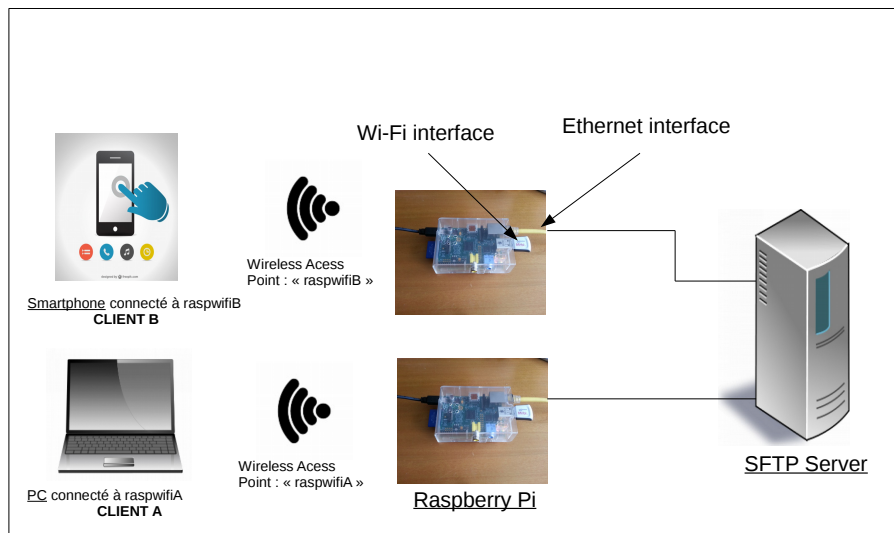 Wi-Fi interface
Ethernet interface
Wireless Acess
Point : « raspwifiB »
Smartphone connecté à raspwifiB
CLIENT B
Wireless Acess
Point : « raspwifiA »
PC connecté à raspwifiA
CLIENT A
Raspberry Pi
SFTP Server